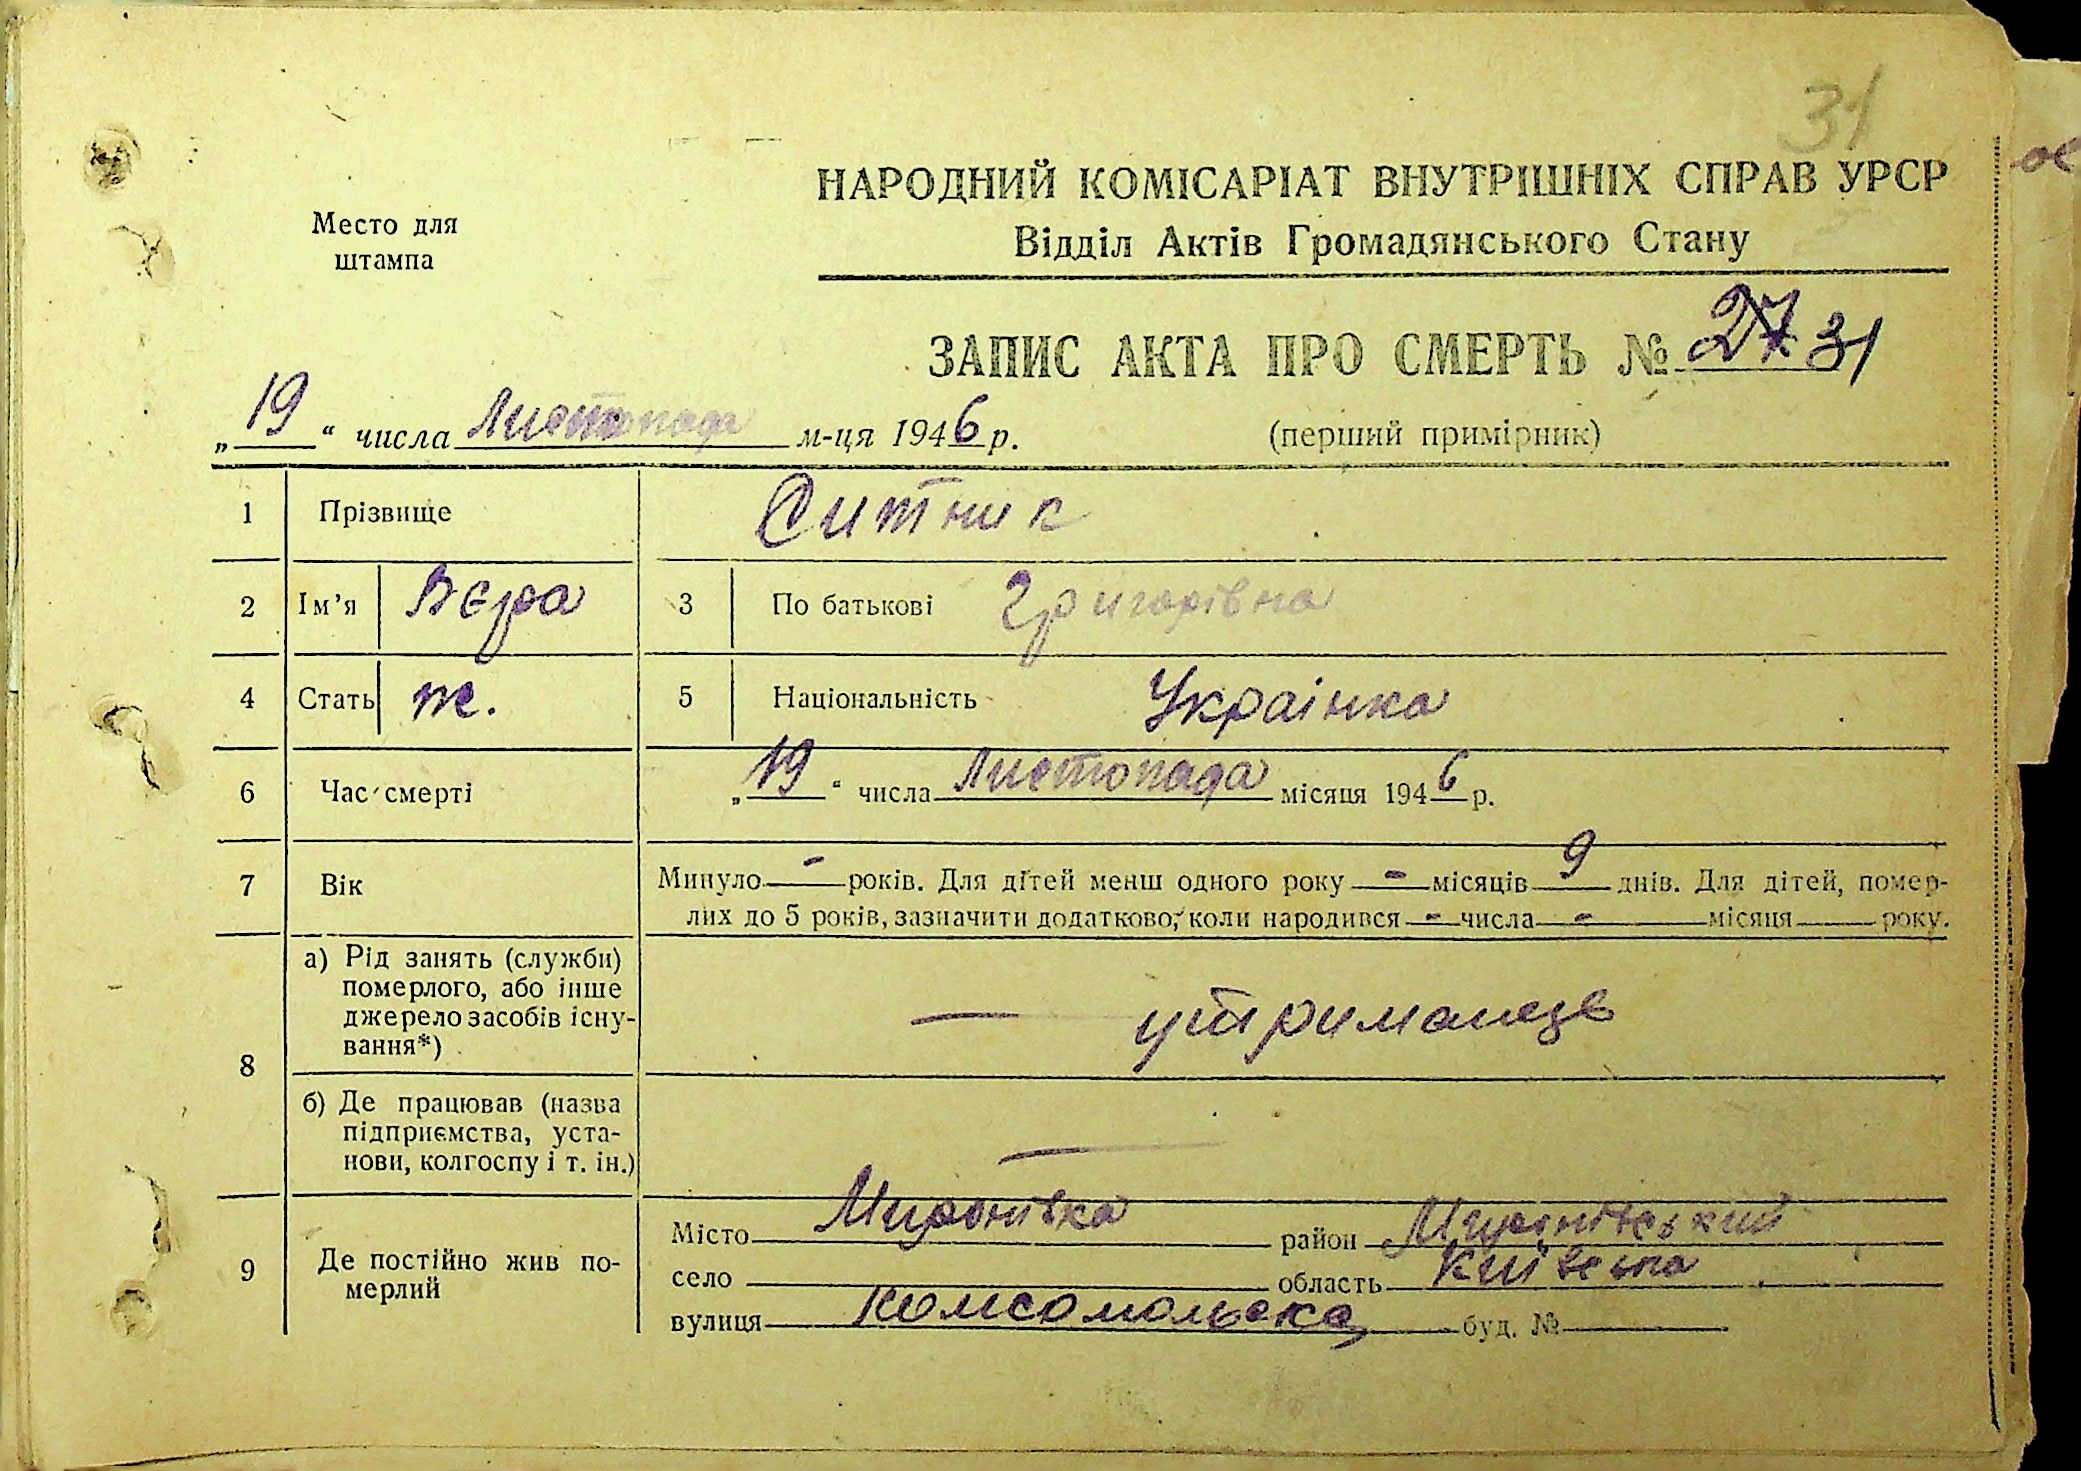 31
Место для
штампа
НАРОДНИЙ КОМІСАРІАТ ВНУТРІШНІХ СПРАВ УРСР
Відділ Актів Громадянського Стану
ЗАПИС АКТА ПРО СМЕРТЬ № 27 31
„19“ числа Листопада м-ця 1946 р. (перший примірник)
1 Прізвище Ситник
2 Ім’я Вєра 3 По батькові Григорівна
4 Стать ж. 5 Національність Українка
6 Час смерті „19“ числа Листопада місяця 1946 р.
7 Вік Минуло - років. Для дітей менш одного року - місяців 9 днів. Для дітей, помер-
лих до 5 років, зазначити додатково, коли народився - числа - місяця року.
8 а) Рід занять (служби)
померлого, або інше
джерело засобів існу-
вання*) — утриманець
б) Де працював (назва
підприємства, уста-
нови, колгоспу і т. ін.) —
9 Де постійно жив по-
мерлий
Місто Миронівка район Миронівський
село область Київська
вулиця Комсомольська буд. №